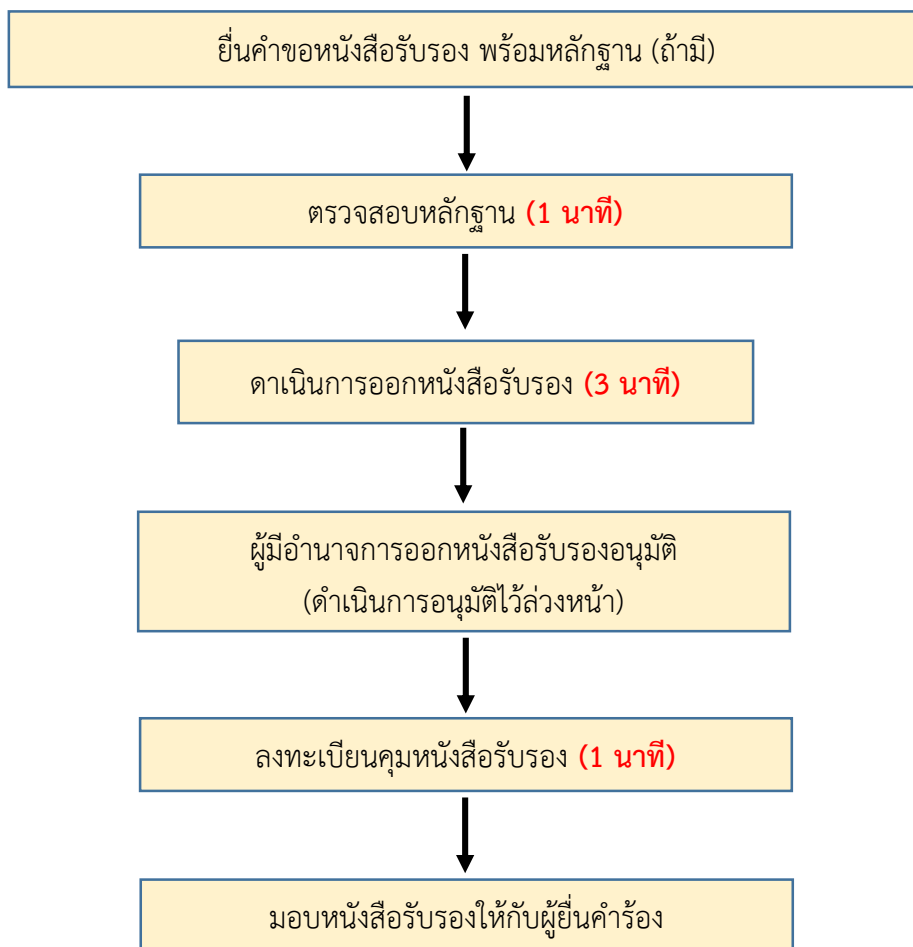 ยื่นคำขอหนังสือรับรอง พร้อมหลักฐาน (ถ้ามี)
ตรวจสอบหลักฐาน (1 นาที)
ดาเนินการออกหนังสือรับรอง (3 นาที)
ผู้มีอำนาจการออกหนังสือรับรองอนุมัติ
(ดำเนินการอนุมัติไว้ล่วงหน้า)
ลงทะเบียนคุมหนังสือรับรอง (1 นาที)
มอบหนังสือรับรองให้กับผู้ยื่นคำร้อง